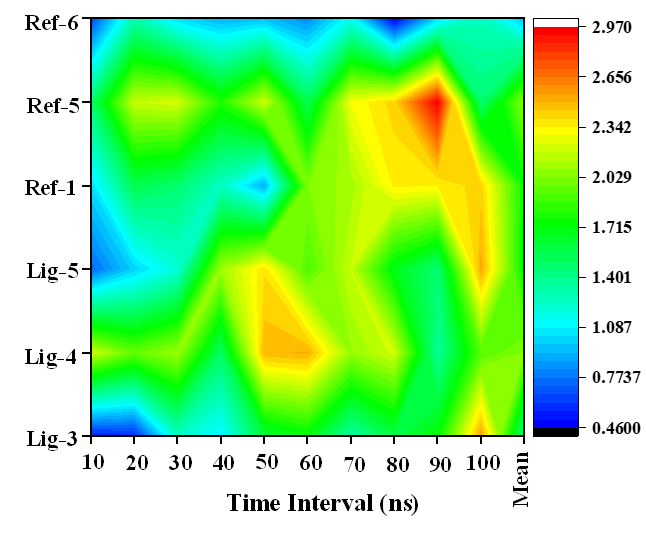 Ref-6
Ref-5
Ref-1
Lig-5
Lig-4
Lig-3
10 20 30 40 50 60 70 80 90 100 Mean
Time Interval (ns)
2.970
2.656
2.342
2.029
1.715
1.401
1.087
0.7737
0.4600